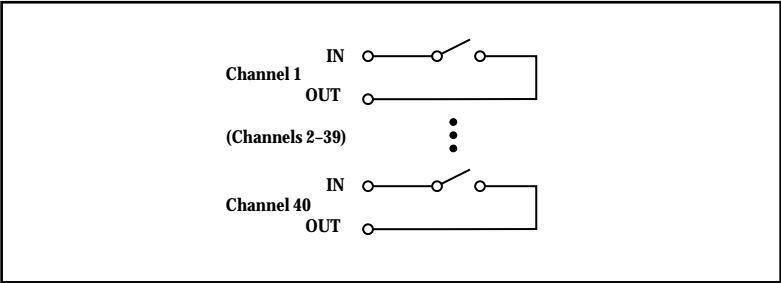 IN
Channel 1
OUT
(Channels 2–39)
IN
Channel 40
OUT